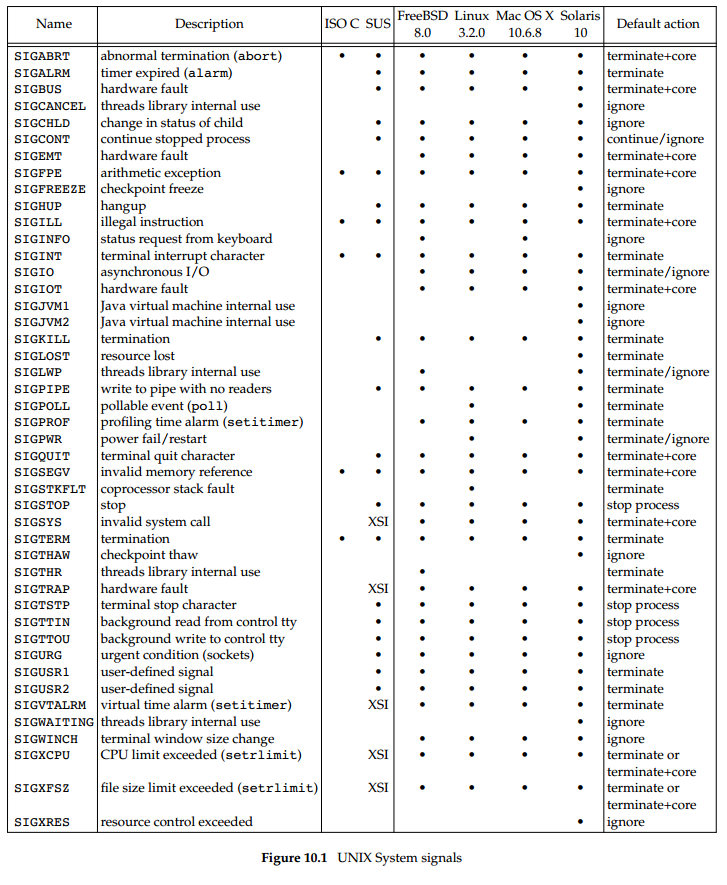 Name Description ISO C SUS FreeBSD 8.0 Linux 3.2.0 Mac OS X 10.6.8 Solaris 10 Default action
SIGABRT abnormal termination (abort) • • • • • • terminate+core
SIGALRM timer expired (alarm) • • • • • terminate
SIGBUS hardware fault • • • • • terminate+core
SIGCANCEL threads library internal use • ignore
SIGCHLD change in status of child • • • • • ignore
SIGCONT continue stopped process • • • • • continue/ignore
SIGEMT hardware fault • • • • terminate+core
SIGFPE arithmetic exception • • • • • • terminate+core
SIGFREEZE checkpoint freeze • ignore
SIGHUP hangup • • • • • terminate
SIGILL illegal instruction • • • • • • terminate+core
SIGINFO status request from keyboard • • ignore
SIGINT terminal interrupt character • • • • • • terminate
SIGIO asynchronous I/O • • • • terminate/ignore
SIGIOT hardware fault • • • • terminate+core
SIGJVM1 Java virtual machine internal use • ignore
SIGJVM2 Java virtual machine internal use • ignore
SIGKILL termination • • • • • terminate
SIGLOST resource lost • terminate
SIGLWP threads library internal use • • terminate/ignore
SIGPIPE write to pipe with no readers • • • • • terminate
SIGPOLL pollable event (poll) • • terminate
SIGPROF profiling time alarm (setitimer) • • • • terminate
SIGPWR power fail/restart • • terminate/ignore
SIGQUIT terminal quit character • • • • • terminate+core
SIGSEGV invalid memory reference • • • • • • terminate+core
SIGSTKFLT coprocessor stack fault • terminate
SIGSTOP stop • • • • • stop process
SIGSYS invalid system call XSI • • • • terminate+core
SIGTERM termination • • • • • • terminate
SIGTHAW checkpoint thaw • ignore
SIGTHR threads library internal use • terminate
SIGTRAP hardware fault XSI • • • • terminate+core
SIGTSTP terminal stop character • • • • • stop process
SIGTTIN background read from control tty • • • • • stop process
SIGTTOU background write to control tty • • • • • stop process
SIGURG urgent condition (sockets) • • • • • ignore
SIGUSR1 user-defined signal • • • • • terminate
SIGUSR2 user-defined signal • • • • • terminate
SIGVTALRM virtual time alarm (setitimer) XSI • • • • terminate
SIGWAITING threads library internal use • ignore
SIGWINCH terminal window size change • • • • ignore
SIGXCPU CPU limit exceeded (setrlimit) XSI • • • • terminate or
terminate+core
SIGXFSZ file size limit exceeded (setrlimit) XSI • • • • terminate or
terminate+core
SIGXRES resource control exceeded • ignore
Figure 10.1 UNIX System signals